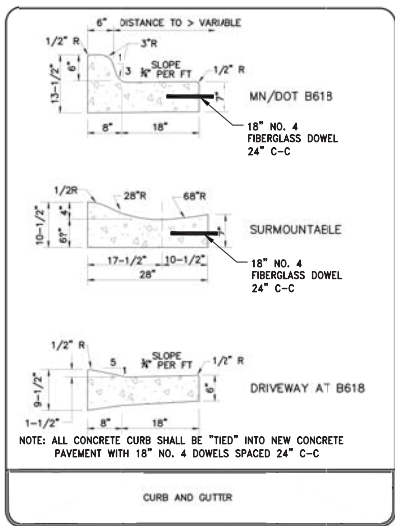 6" DISTANCE TO > VARIABLE
1/2" R
3"R
1
3
SLOPE
¾" PER FT
1/2" R
6"
13-1/2"
7"
MN/DOT B618
8"
18"
18" NO. 4
FIBERGLASS DOWEL
24" C-C
1/2R
28"R
68"R
10-1/2"
4"
6?"
7"
SURMOUNTABLE
17-1/2"
10-1/2"
28"
18" NO. 4
FIBERGLASS DOWEL
24" C-C
1/2" R
5
1
SLOPE
¾" PER FT
1/2" R
9-1/2"
6"
DRIVEWAY AT B618
1-1/2"
8"
18"
NOTE: ALL CONCRETE CURB SHALL BE "TIED" INTO NEW CONCRETE
PAVEMENT WITH 18" NO. 4 DOWELS SPACED 24" C-C
CURB AND GUTTER